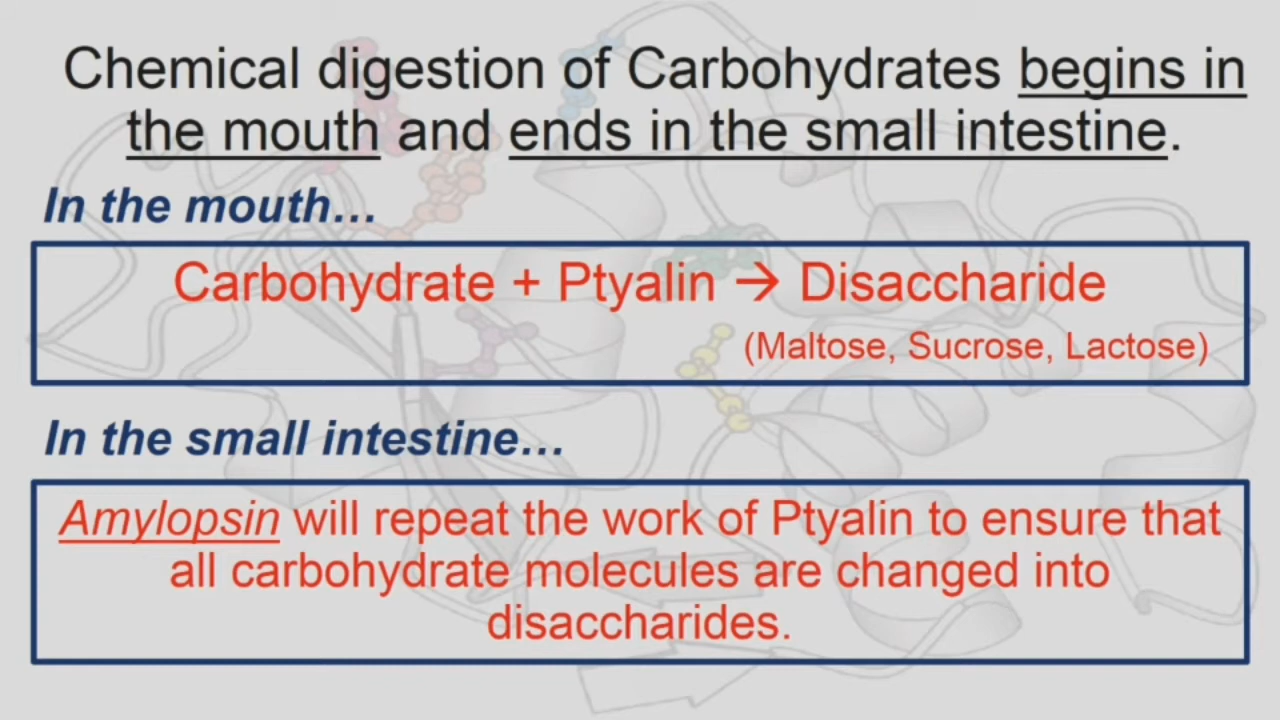 Chemical digestion of Carbohydrates begins in
the mouth and ends in the small intestine.
In the mouth…
Carbohydrate + Ptyalin → Disaccharide
(Maltose, Sucrose, Lactose)
In the small intestine…
Amylopsin will repeat the work of Ptyalin to ensure that
all carbohydrate molecules are changed into
disaccharides.